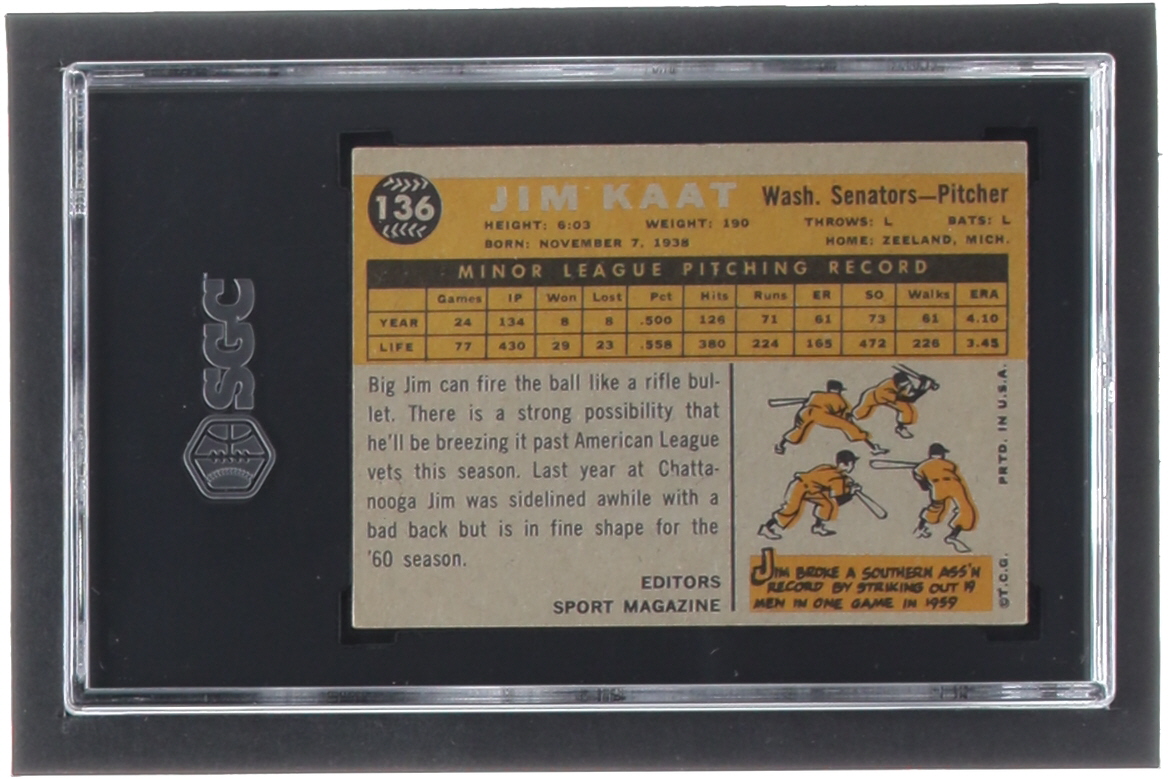 SGC
136
JIM KAAT Wash. Senators—Pitcher
HEIGHT: 6:03 WEIGHT: 190 THROWS: L BATS: L
BORN: NOVEMBER 7, 1938 HOME: ZEELAND, MICH.
MINOR LEAGUE PITCHING RECORD
Games IP Won Lost Pct Hits Runs ER SO Walks ERA
YEAR 24 134 8 8 .500 126 71 61 73 61 4.10
LIFE 77 430 29 23 .558 380 224 165 472 226 3.45
Big Jim can fire the ball like a rifle bul-
let. There is a strong possibility that
he'll be breezing it past American League
vets this season. Last year at Chatta-
nooga Jim was sidelined awhile with a
bad back but is in fine shape for the
'60 season.
EDITORS
SPORT MAGAZINE
JIM BROKE A SOUTHERN ASS'N
RECORD BY STRIKING OUT 19
MEN IN ONE GAME IN 1959
©T.C.G. PRTD. IN U.S.A.